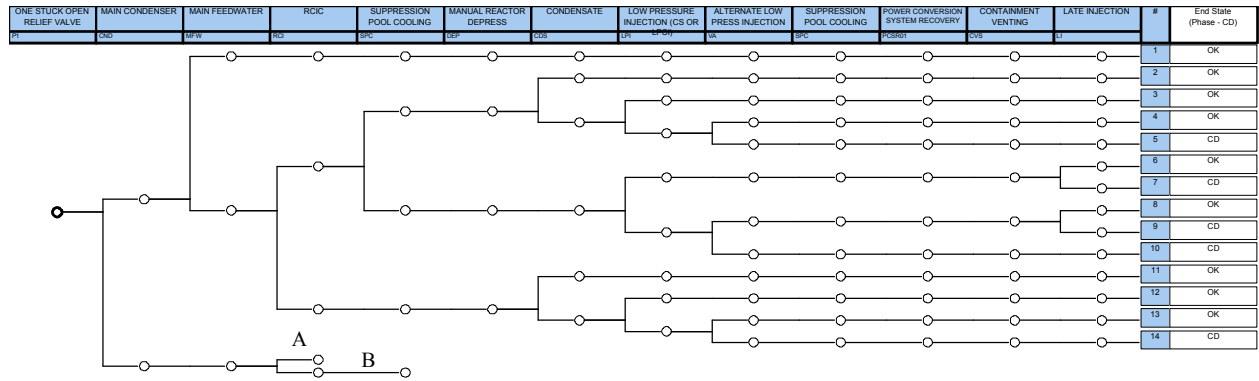 ONE STUCK OPEN RELIEF VALVE
MAIN CONDENSER
MAIN FEEDWATER
RCIC
SUPPRESSION POOL COOLING
MANUAL REACTOR DEPRESS
CONDENSATE
LOW PRESSURE INJECTION (CS OR LPCI)
ALTERNATE LOW PRESS INJECTION
SUPPRESSION POOL COOLING
POWER CONVERSION SYSTEM RECOVERY
CONTAINMENT VENTING
LATE INJECTION
#
End State (Phase - CD)
P1
CND
MFW
RCI
SPC
DEP
CDS
LPI
VA
SPC
PCSR01
CVS
LI
1 OK
2 OK
3 OK
4 OK
5 CD
6 OK
7 CD
8 OK
9 CD
10 CD
11 OK
12 OK
13 OK
14 CD
A
B